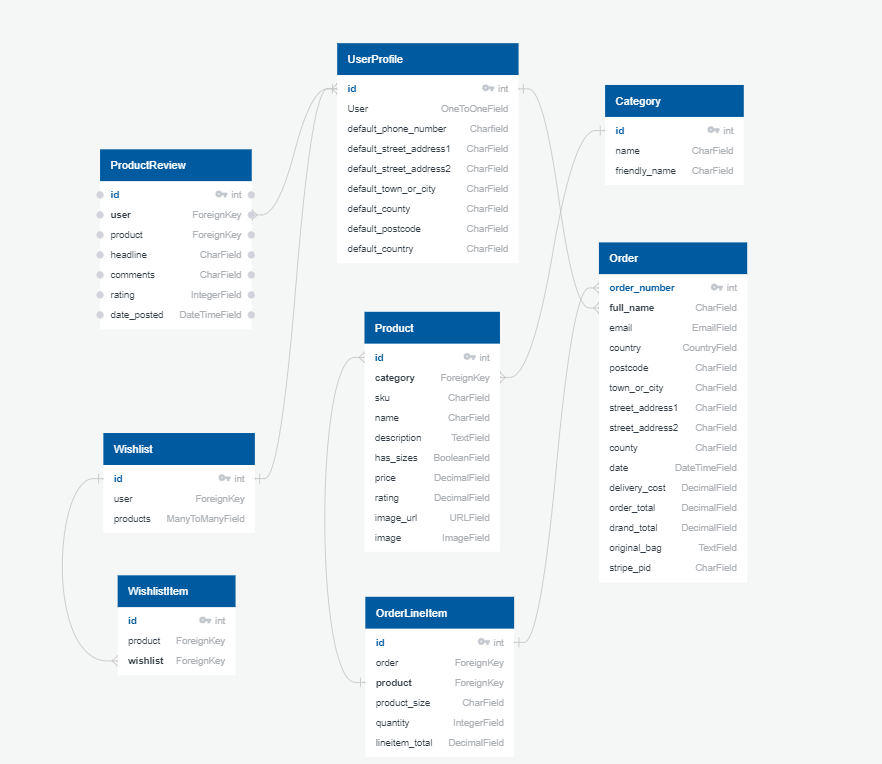 UserProfile
id int
User OneToOneField
default_phone_number Charfield
default_street_address1 CharField
default_street_address2 CharField
default_town_or_city CharField
default_county CharField
default_postcode CharField
default_country CharField
Category
id int
name CharField
friendly_name CharField
ProductReview
id int
user ForeignKey
product ForeignKey
headline CharField
comments CharField
rating IntegerField
date_posted DateTimeField
Order
order_number int
full_name CharField
email EmailField
country CountryField
postcode CharField
town_or_city CharField
street_address1 CharField
street_address2 CharField
county CharField
date DateTimeField
delivery_cost DecimalField
order_total DecimalField
drand_total DecimalField
original_bag TextField
stripe_pid CharField
Product
id int
category ForeignKey
sku CharField
name CharField
description TextField
has_sizes BooleanField
price DecimalField
rating DecimalField
image_url URLField
image ImageField
Wishlist
id int
user ForeignKey
products ManyToManyField
WishlistItem
id int
product ForeignKey
wishlist ForeignKey
OrderLineItem
id int
order ForeignKey
product ForeignKey
product_size CharField
quantity IntegerField
lineitem_total DecimalField